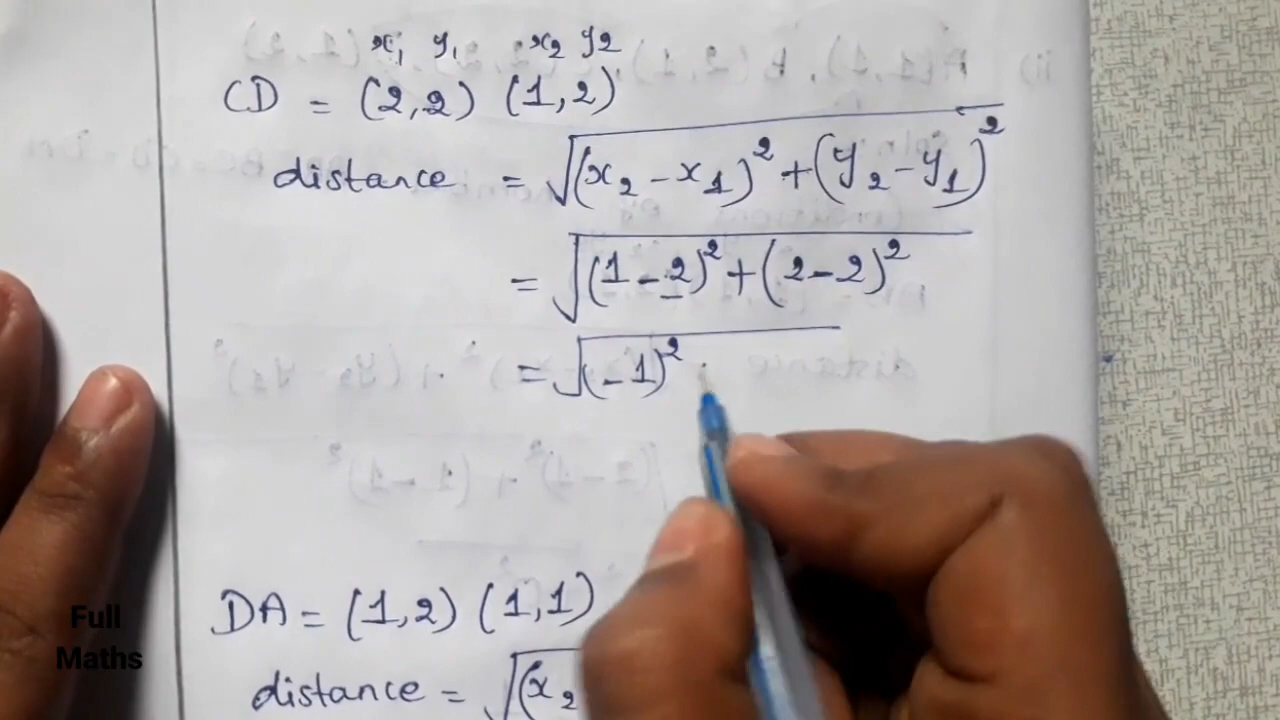 x₁ y₁ x₂ y₂
CD = (2,2) (1,2)
distance = √(x₂-x₁)²+(y₂-y₁)²
= √(1-2)²+(2-2)²
= √(-1)²
DA = (1,2) (1,1)
distance = √(x₂
Full
Maths